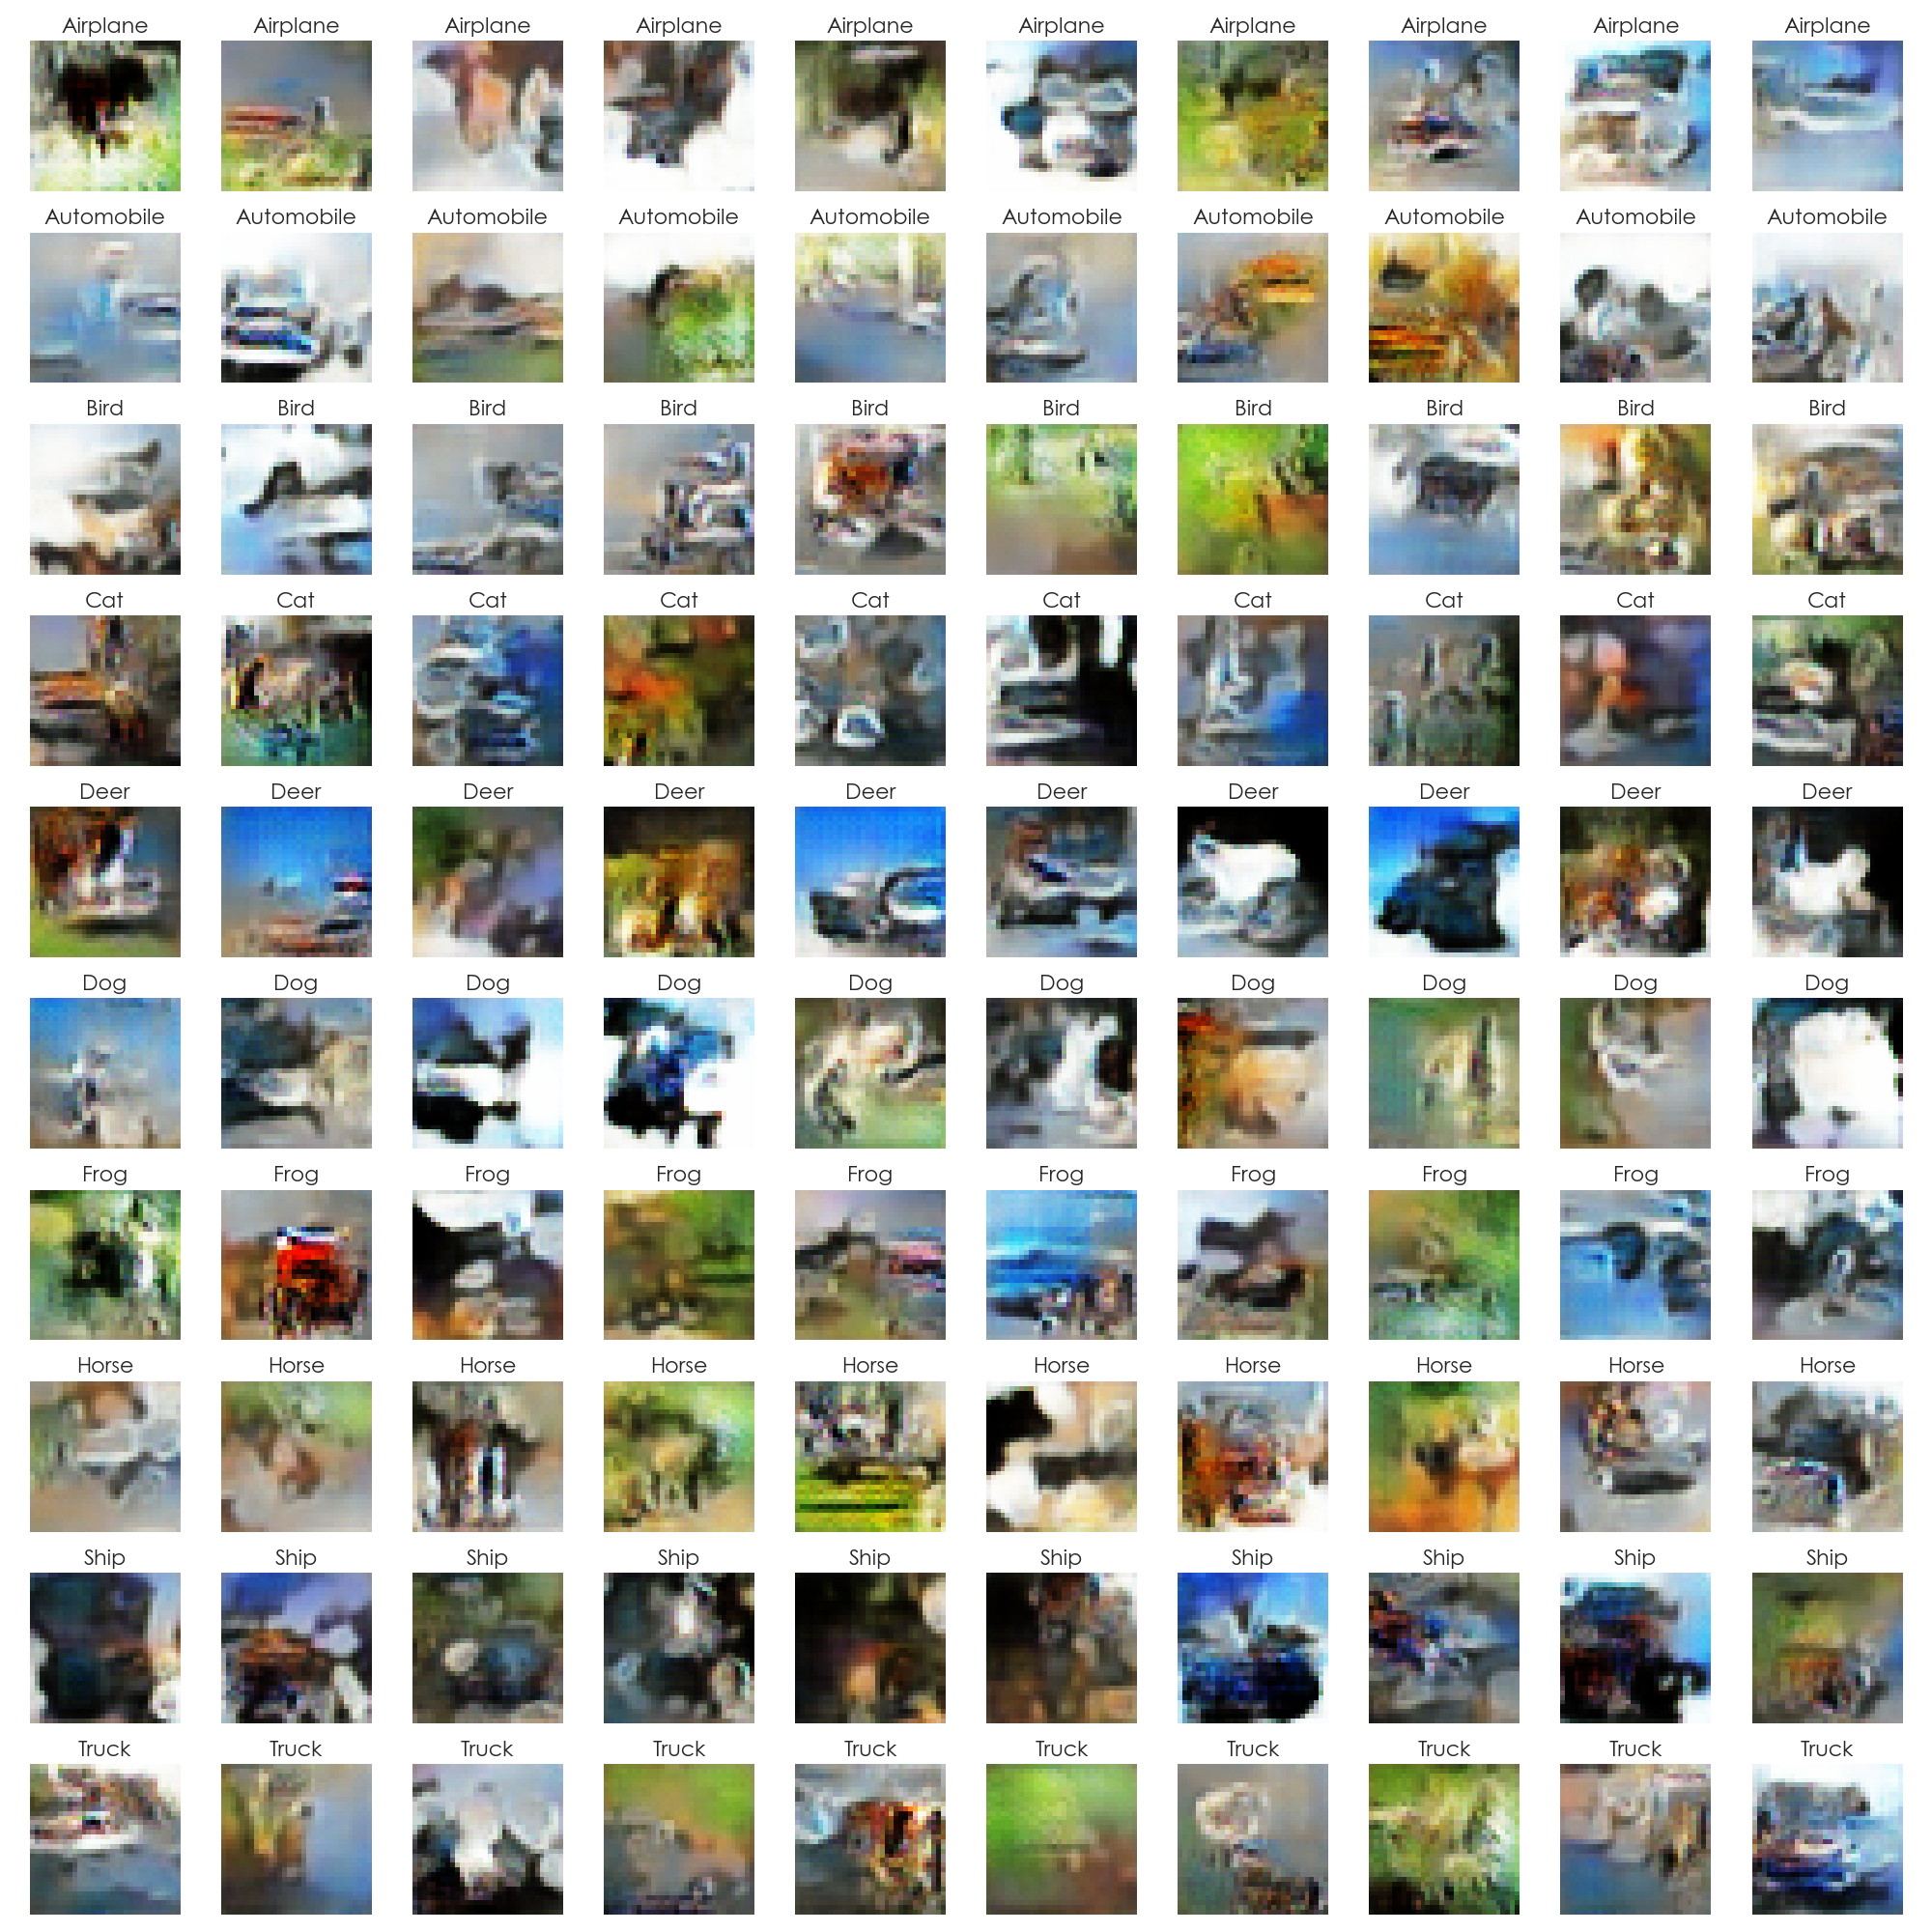 Airplane Airplane Airplane Airplane Airplane Airplane Airplane Airplane Airplane Airplane
Automobile Automobile Automobile Automobile Automobile Automobile Automobile Automobile Automobile Automobile
Bird Bird Bird Bird Bird Bird Bird Bird Bird Bird
Cat Cat Cat Cat Cat Cat Cat Cat Cat Cat
Deer Deer Deer Deer Deer Deer Deer Deer Deer Deer
Dog Dog Dog Dog Dog Dog Dog Dog Dog Dog
Frog Frog Frog Frog Frog Frog Frog Frog Frog Frog
Horse Horse Horse Horse Horse Horse Horse Horse Horse Horse
Ship Ship Ship Ship Ship Ship Ship Ship Ship Ship
Truck Truck Truck Truck Truck Truck Truck Truck Truck Truck